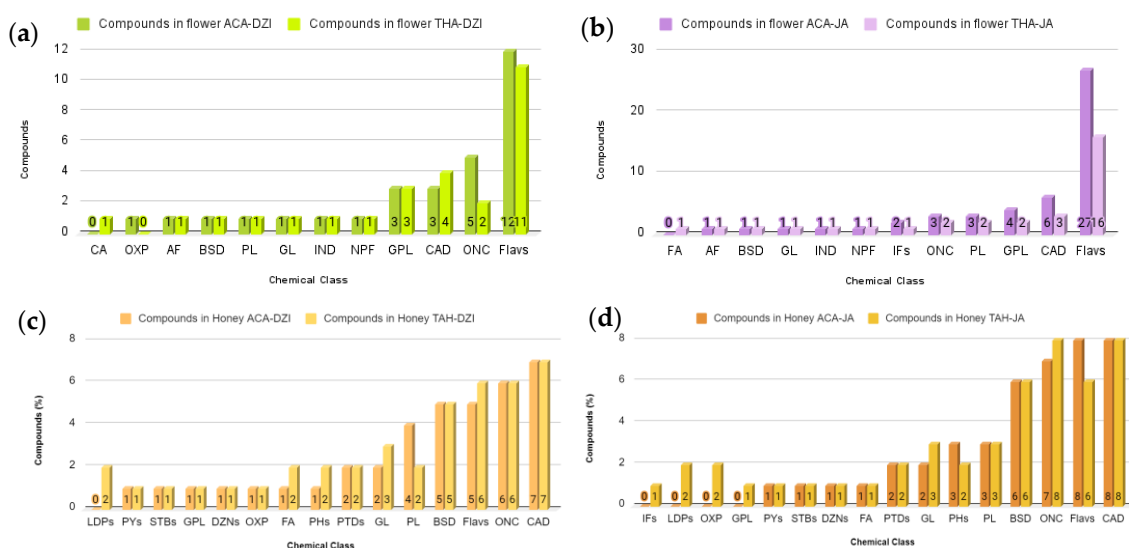 (a)
Compounds in flower ACA-DZI Compounds in flower THA-DZI
12
10
8
6
4
2
0
Compounds
0 1 1 0 1 1 1 1 1 1 1 1 1 1 1 1 3 3 3 4 5 2 12 11
CA OXP AF BSD PL GL IND NPF GPL CAD ONC Flavs
Chemical Class
(b)
Compounds in flower ACA-JA Compounds in flower THA-JA
30
20
10
0
Compounds
0 1 1 1 1 1 1 1 1 1 1 1 2 1 3 2 3 2 4 2 6 3 27 16
FA AF BSD GL IND NPF IFs ONC PL GPL CAD Flavs
Chemical Class
(c)
Compounds in Honey ACA-DZI Compounds in Honey TAH-DZI
8
6
4
2
0
Compounds (%)
0 2 1 1 1 1 1 1 1 1 1 1 1 2 1 2 2 2 2 3 4 2 5 5 5 6 6 6 7 7
LDPs PYs STBs GPL DZNs OXP FA PHs PTDs GL PL BSD Flavs ONC CAD
Chemical Class
(d)
Compounds in Honey ACA-JA Compounds in Honey TAH-JA
8
6
4
2
0
Compounds (%)
0 1 0 2 0 2 0 1 1 1 1 1 1 1 1 1 2 2 2 3 3 2 3 3 6 6 7 8 8 6 8 8
IFs LDPs OXP GPL PYs STBs DZNs FA PTDs GL PHs PL BSD ONC Flavs CAD
Chemical Class